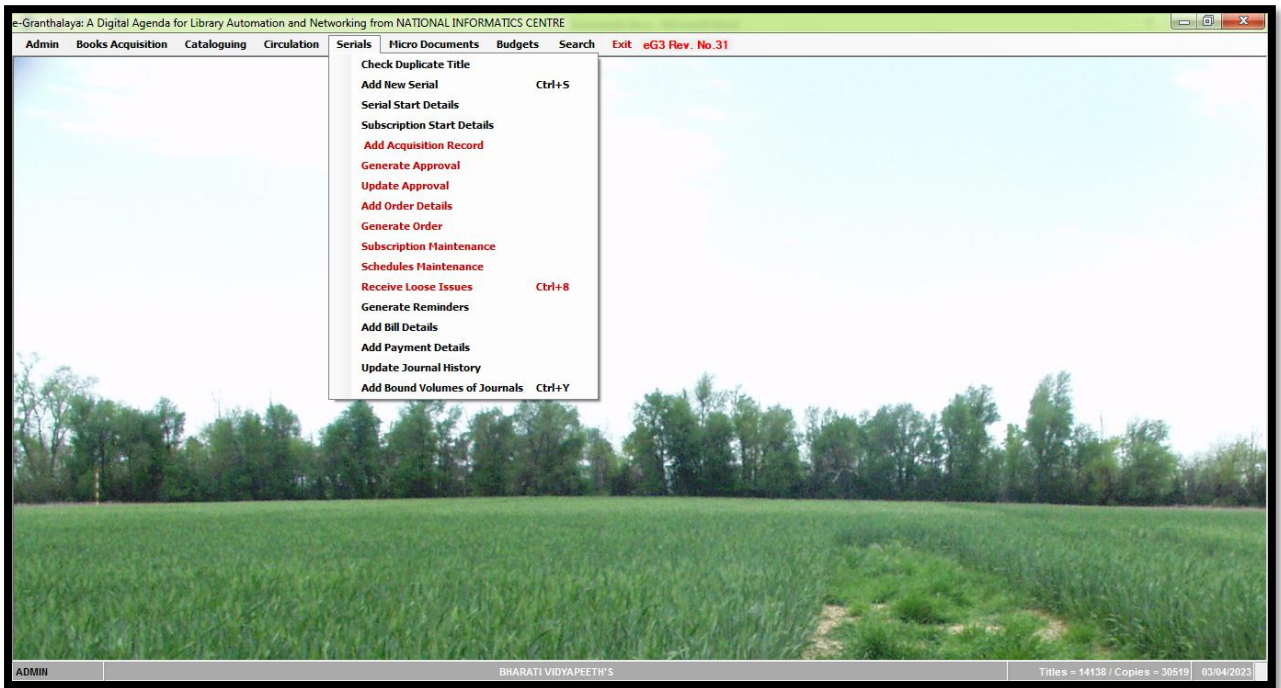 e-Granthalaya: A Digital Agenda for Library Automation and Networking from NATIONAL INFORMATICS CENTRE
Admin Books Acquisition Cataloguing Circulation Serials Micro Documents Budgets Search Exit eG3 Rev. No.31
Check Duplicate Title
Add New Serial Ctrl+S
Serial Start Details
Subscription Start Details
Add Acquisition Record
Generate Approval
Update Approval
Add Order Details
Generate Order
Subscription Maintenance
Schedules Maintenance
Receive Loose Issues Ctrl+8
Generate Reminders
Add Bill Details
Add Payment Details
Update Journal History
Add Bound Volumes of Journals Ctrl+Y
ADMIN BHARATI VIDYAPEETH'S Titles = 14138 / Copies = 30519 03/04/2023